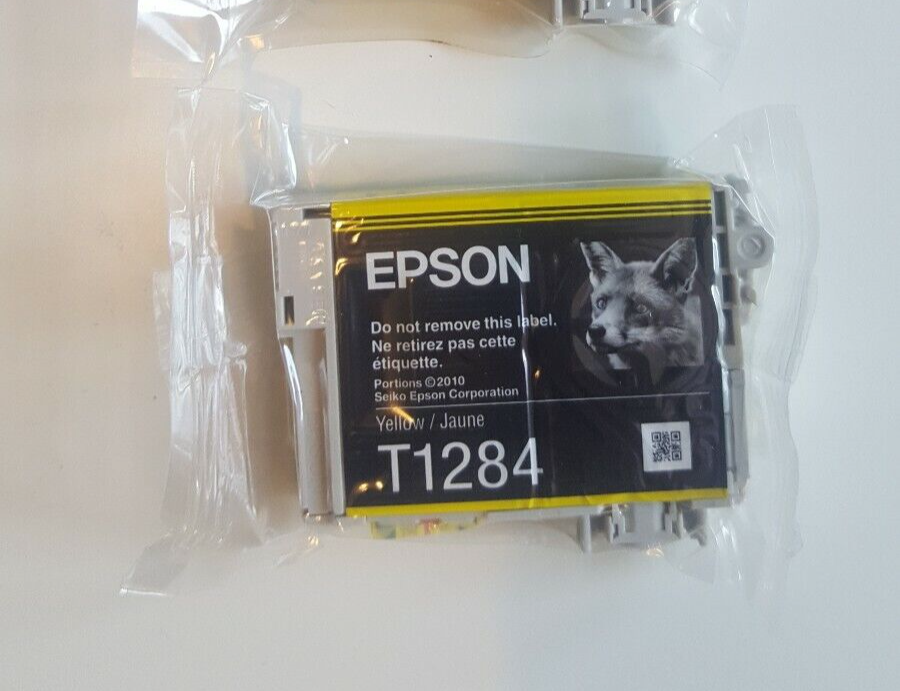 EPSON
Do not remove this label.
Ne retirez pas cette
étiquette.
Portions ©2010
Seiko Epson Corporation
Yellow / Jaune
T1284